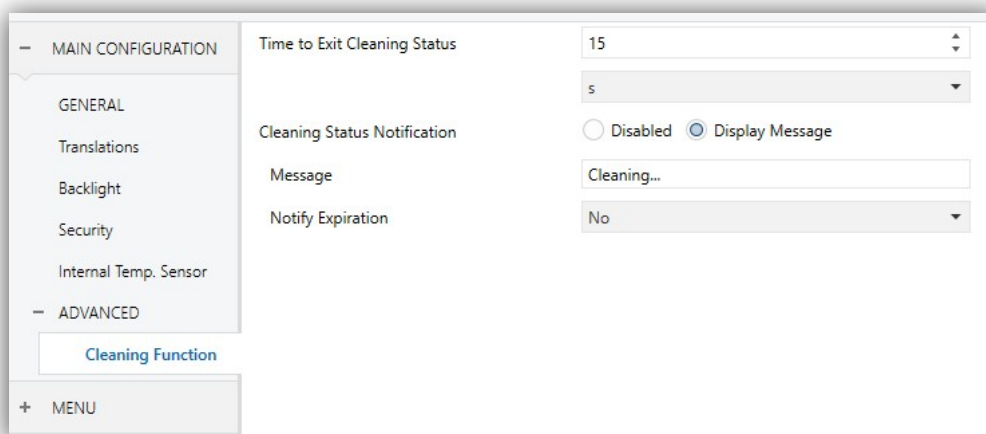 MAIN CONFIGURATION
GENERAL
Translations
Backlight
Security
Internal Temp. Sensor
ADVANCED
Cleaning Function
MENU
Time to Exit Cleaning Status
15
s
Cleaning Status Notification
Disabled Display Message
Message
Cleaning...
Notify Expiration
No